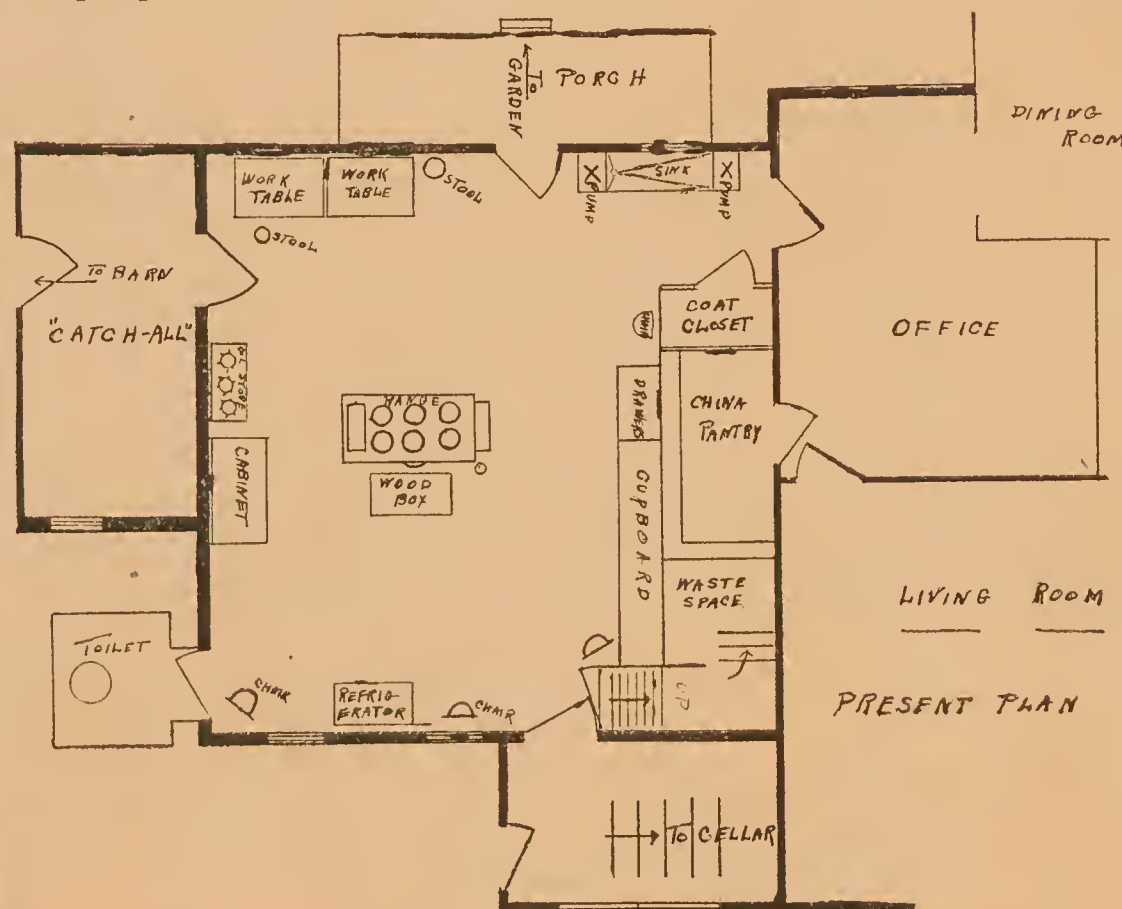 PORCH
TO
GARDEN
DINING
ROOM
WORK
TABLE
WORK
TABLE
STOOL
STOOL
PUMP
SINK
PUMP
TO BARN
"CATCH-ALL"
COAT
CLOSET
OFFICE
OIL STOVE
RANGE
DRAWERS
CHINA
PANTRY
CABINET
WOOD
BOX
CUPBOARD
WASTE
SPACE
LIVING ROOM
TOILET
CHAIR
REFRIG-
ERATOR
CHAIR
UP
PRESENT PLAN
TO CELLAR